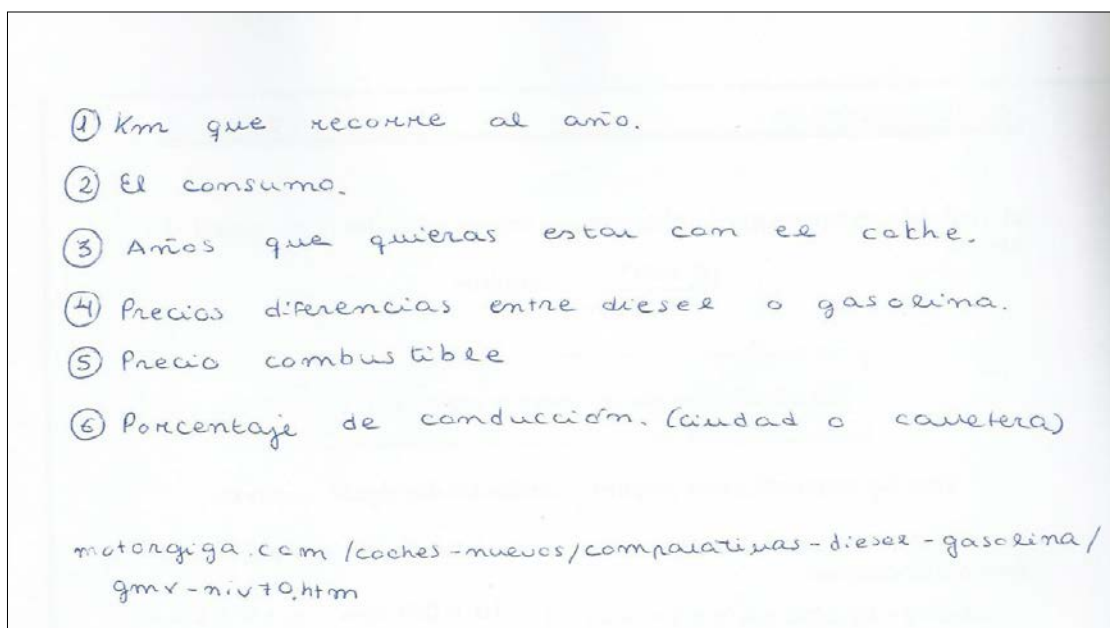 ① Km que recorre al año.
② El consumo.
③ Años que quieras estar con el coche.
④ Precios diferencias entre diesel o gasolina.
⑤ Precio combustible
⑥ Porcentaje de conducción. (ciudad o carretera)
motorgiga.com/coches-nuevos/comparativas-diesel-gasolina/
gmx-niv70.htm